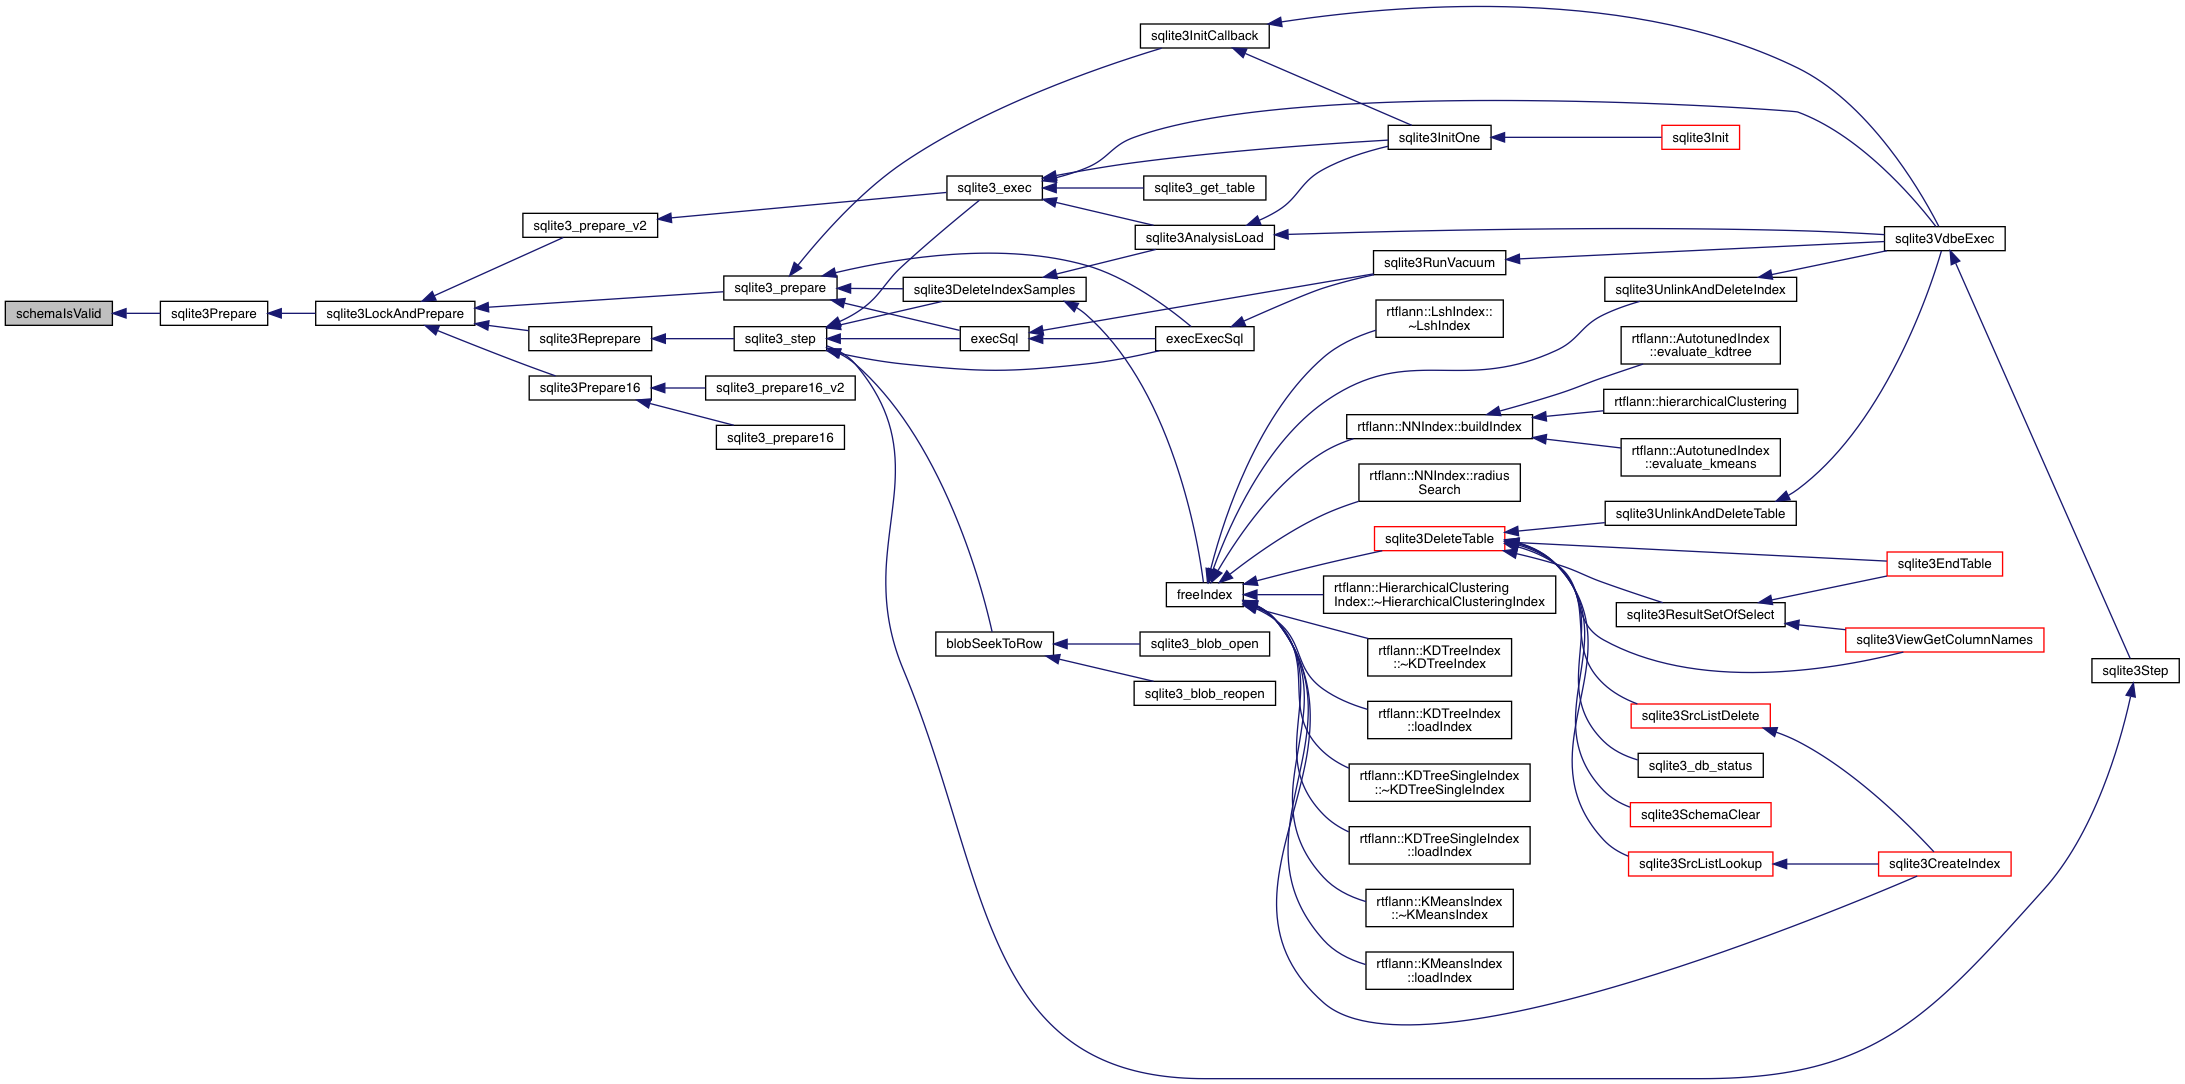 schemaIsValid
sqlite3Prepare
sqlite3LockAndPrepare
sqlite3_prepare_v2
sqlite3_prepare
sqlite3Reprepare
sqlite3Prepare16
sqlite3_step
sqlite3_prepare16_v2
sqlite3_prepare16
sqlite3_exec
sqlite3DeleteIndexSamples
execSql
blobSeekToRow
sqlite3InitCallback
sqlite3_get_table
sqlite3AnalysisLoad
execExecSql
freeIndex
sqlite3_blob_open
sqlite3_blob_reopen
sqlite3InitOne
sqlite3RunVacuum
rtflann::LshIndex::
~LshIndex
rtflann::NNIndex::buildIndex
rtflann::NNIndex::radius
Search
sqlite3DeleteTable
rtflann::HierarchicalClustering
Index::~HierarchicalClusteringIndex
rtflann::KDTreeIndex
::~KDTreeIndex
rtflann::KDTreeIndex
::loadIndex
rtflann::KDTreeSingleIndex
::~KDTreeSingleIndex
rtflann::KDTreeSingleIndex
::loadIndex
rtflann::KMeansIndex
::~KMeansIndex
rtflann::KMeansIndex
::loadIndex
sqlite3Init
sqlite3UnlinkAndDeleteIndex
rtflann::AutotunedIndex
::evaluate_kdtree
rtflann::hierarchicalClustering
rtflann::AutotunedIndex
::evaluate_kmeans
sqlite3UnlinkAndDeleteTable
sqlite3ResultSetOfSelect
sqlite3SrcListDelete
sqlite3_db_status
sqlite3SchemaClear
sqlite3SrcListLookup
sqlite3VdbeExec
sqlite3EndTable
sqlite3ViewGetColumnNames
sqlite3CreateIndex
sqlite3Step